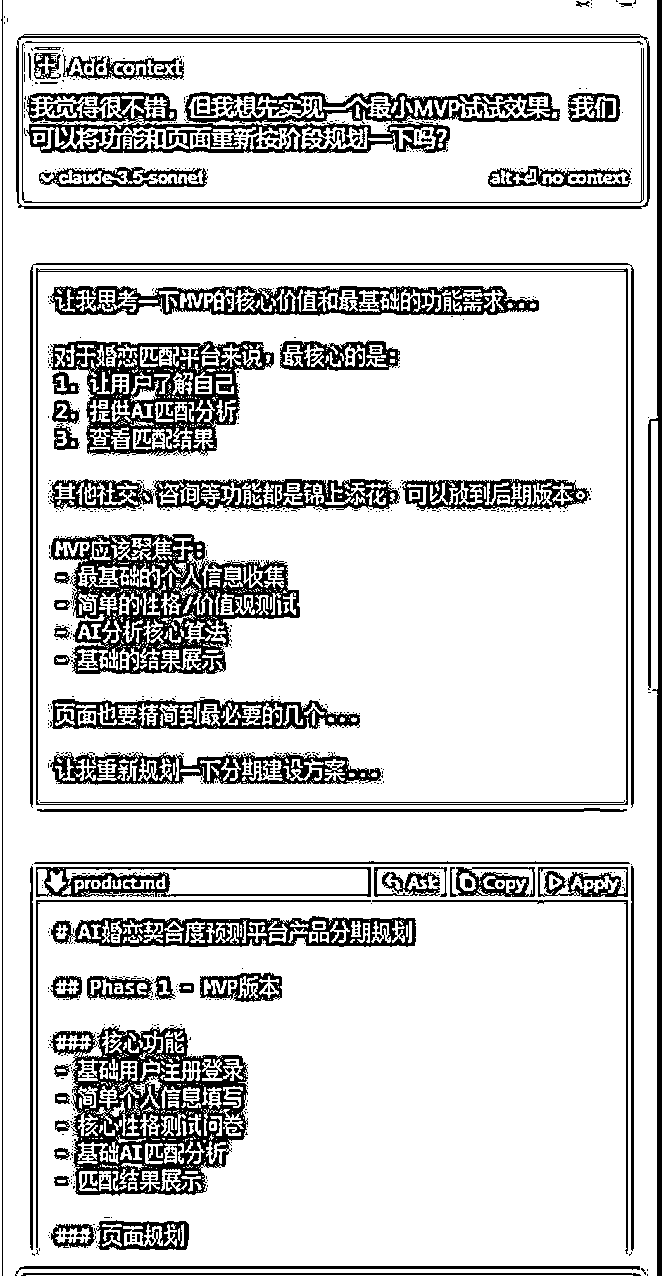 Add context
我觉得很不错，但我想先实现一个最小MVP试试效果，我们
可以将功能和页面重新按阶段规划一下吗？
claude-3.5-sonnet
alt+⏎ no context
让我思考一下MVP的核心价值和最基础的功能需求...
对于婚恋匹配平台来说，最核心的是：
1. 让用户了解自己
2. 提供AI匹配分析
3. 查看匹配结果
其他社交、咨询等功能都是锦上添花，可以放到后期版本。
MVP应该聚焦于：
- 最基础的个人信息收集
- 简单的性格/价值观测试
- AI分析核心算法
- 基础的结果展示
页面也要精简到最必要的几个...
让我重新规划一下分期建设方案...
product.md
Ask
Copy
Apply
# AI婚恋契合度预测平台产品分期规划
## Phase 1 - MVP版本
### 核心功能
- 基础用户注册登录
- 简单个人信息填写
- 核心性格测试问卷
- 基础AI匹配分析
- 匹配结果展示
### 页面规划